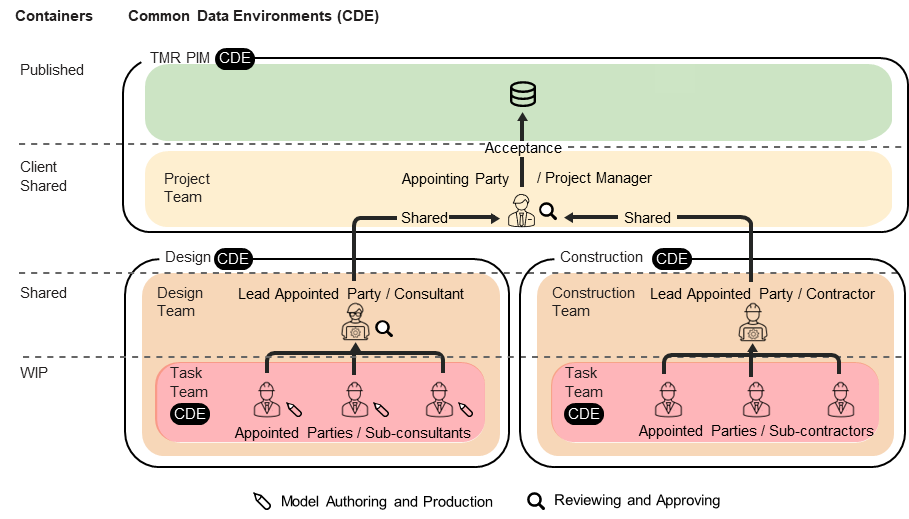 Containers
Common Data Environments (CDE)
TMR PIM CDE
Published
Acceptance
Client
Shared
Project
Team
Appointing Party / Project Manager
Shared
Shared
Design CDE
Construction CDE
Shared
Design
Team
Lead Appointed Party / Consultant
Construction
Team
Lead Appointed Party / Contractor
WIP
Task
Team
CDE
Appointed Parties / Sub-consultants
Task
Team
CDE
Appointed Parties / Sub-contractors
Model Authoring and Production
Reviewing and Approving